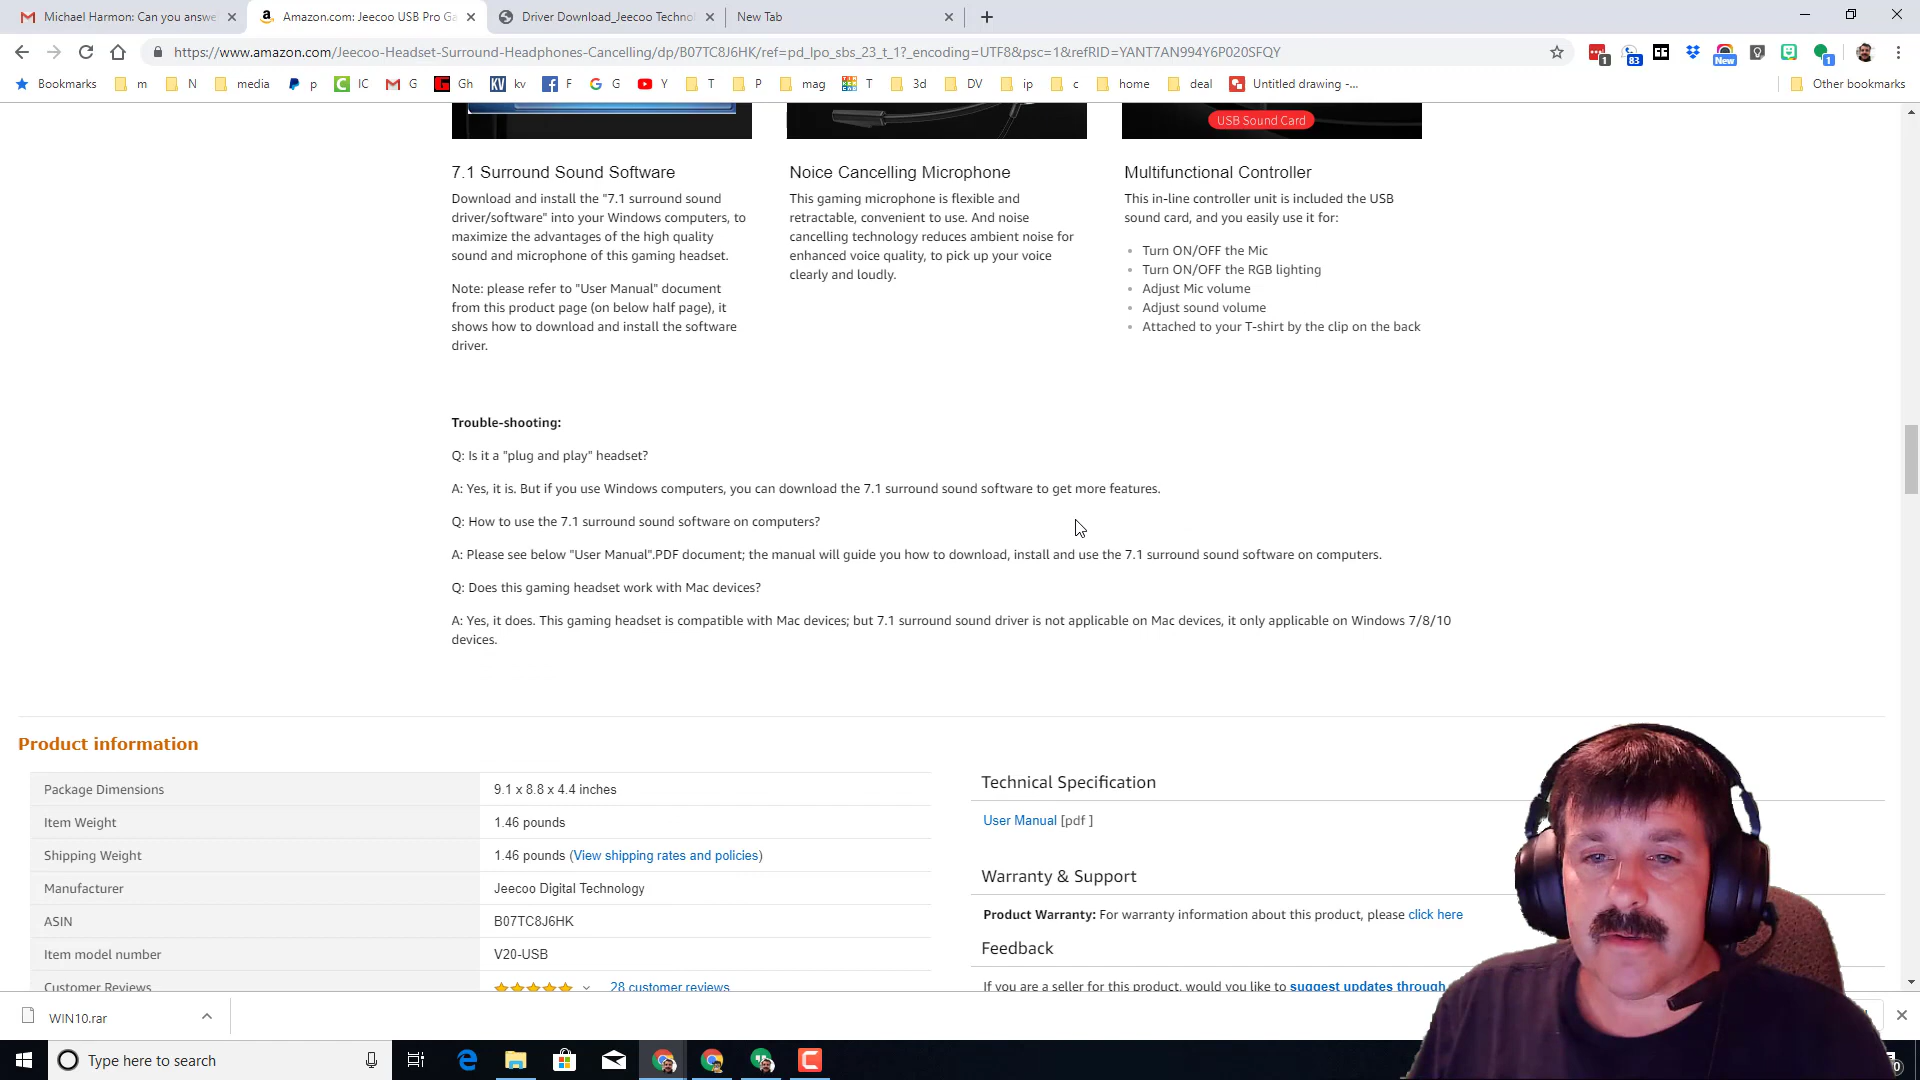 Michael Harmon: Can you answe
Amazon.com: Jeecoo USB Pro Ga
Driver Download_Jeecoo Techno
New Tab
https://www.amazon.com/Jeecoo-Headset-Surround-Headphones-Cancelling/dp/B07TC8J6HK/ref=pd_lpo_sbs_23_t_1?_encoding=UTF8&psc=1&refRID=YANT7AN994Y6P020SFQY
1
83
New
1
Bookmarks m N media p IC G Gh kv F G Y T P mag T 3d DV ip c home deal Untitled drawing -... Other bookmarks
USB Sound Card
7.1 Surround Sound Software
Download and install the "7.1 surround sound
driver/software" into your Windows computers, to
maximize the advantages of the high quality
sound and microphone of this gaming headset.
Note: please refer to "User Manual" document
from this product page (on below half page), it
shows how to download and install the software
driver.
Noice Cancelling Microphone
This gaming microphone is flexible and
retractable, convenient to use. And noise
cancelling technology reduces ambient noise for
enhanced voice quality, to pick up your voice
clearly and loudly.
Multifunctional Controller
This in-line controller unit is included the USB
sound card, and you easily use it for:
Turn ON/OFF the Mic
Turn ON/OFF the RGB lighting
Adjust Mic volume
Adjust sound volume
Attached to your T-shirt by the clip on the back
Trouble-shooting:
Q: Is it a "plug and play" headset?
A: Yes, it is. But if you use Windows computers, you can download the 7.1 surround sound software to get more features.
Q: How to use the 7.1 surround sound software on computers?
A: Please see below "User Manual".PDF document; the manual will guide you how to download, install and use the 7.1 surround sound software on computers.
Q: Does this gaming headset work with Mac devices?
A: Yes, it does. This gaming headset is compatible with Mac devices; but 7.1 surround sound driver is not applicable on Mac devices, it only applicable on Windows 7/8/10
devices.
Product information
Package Dimensions 9.1 x 8.8 x 4.4 inches
Item Weight 1.46 pounds
Shipping Weight 1.46 pounds (View shipping rates and policies)
Manufacturer Jeecoo Digital Technology
ASIN B07TC8J6HK
Item model number V20-USB
Customer Reviews 28 customer reviews
Technical Specification
User Manual [pdf ]
Warranty & Support
Product Warranty: For warranty information about this product, please click here
Feedback
If you are a seller for this product, would you like to suggest updates through
WIN10.rar
Type here to search